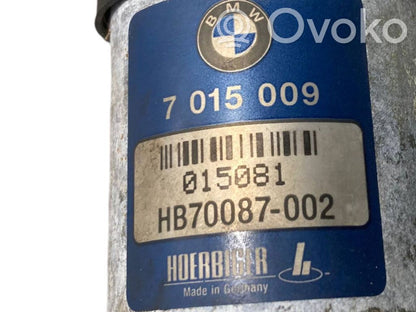 Ovoko
BMW
7 015 009
015081
HB70087-002
HOERBIGER
Made in Germany